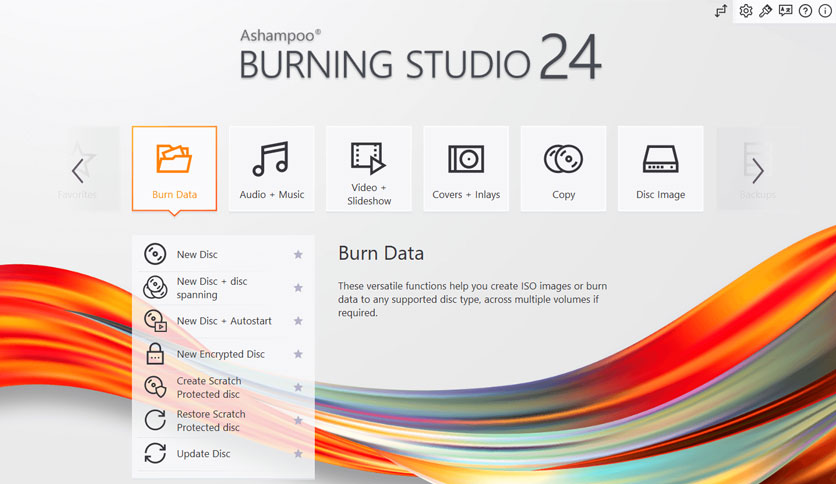 Ashampoo®
BURNING STUDIO 24
Favorites
Burn Data
Audio + Music
Video +
Slideshow
Covers + Inlays
Copy
Disc Image
Backups
New Disc
New Disc + disc
spanning
New Disc + Autostart
New Encrypted Disc
Create Scratch
Protected disc
Restore Scratch
Protected disc
Update Disc
Burn Data
These versatile functions help you create ISO images or burn
data to any supported disc type, across multiple volumes if
required.